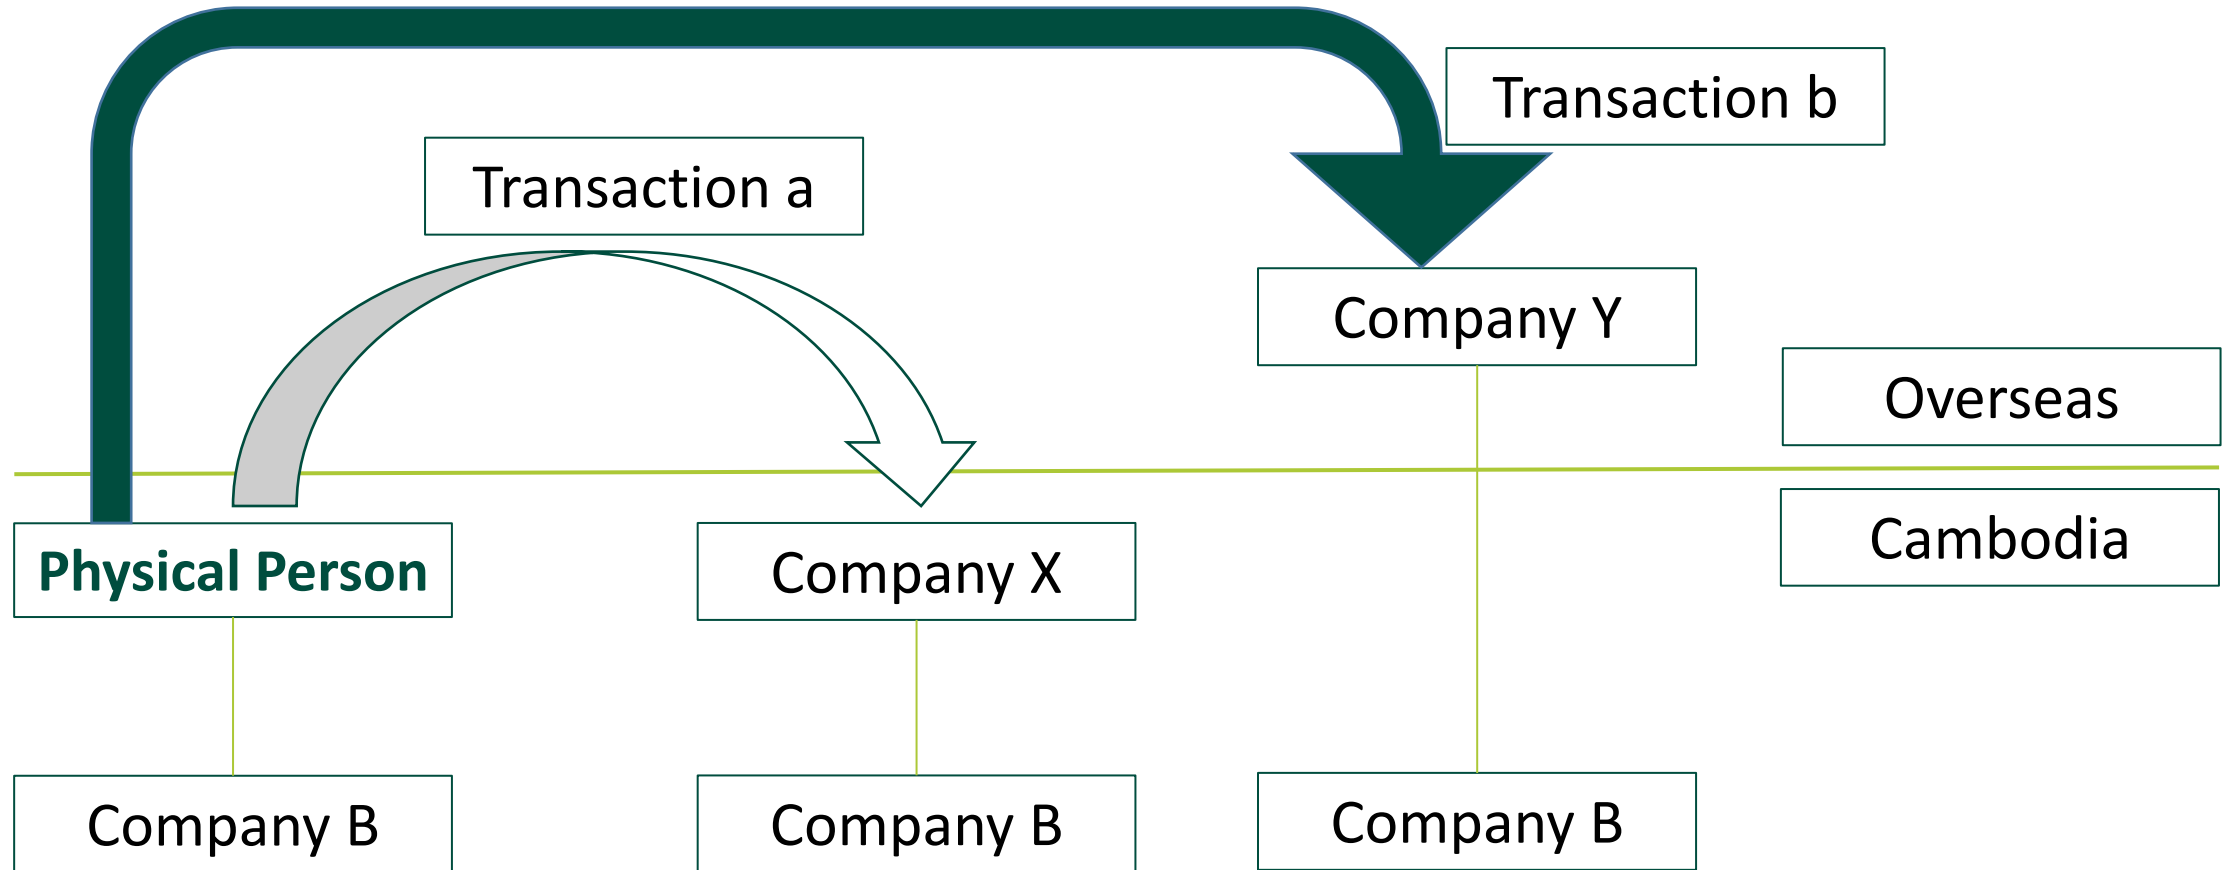 Transaction b
Transaction a
Company Y
Overseas
Cambodia
Physical Person
Company X
Company B
Company B
Company B